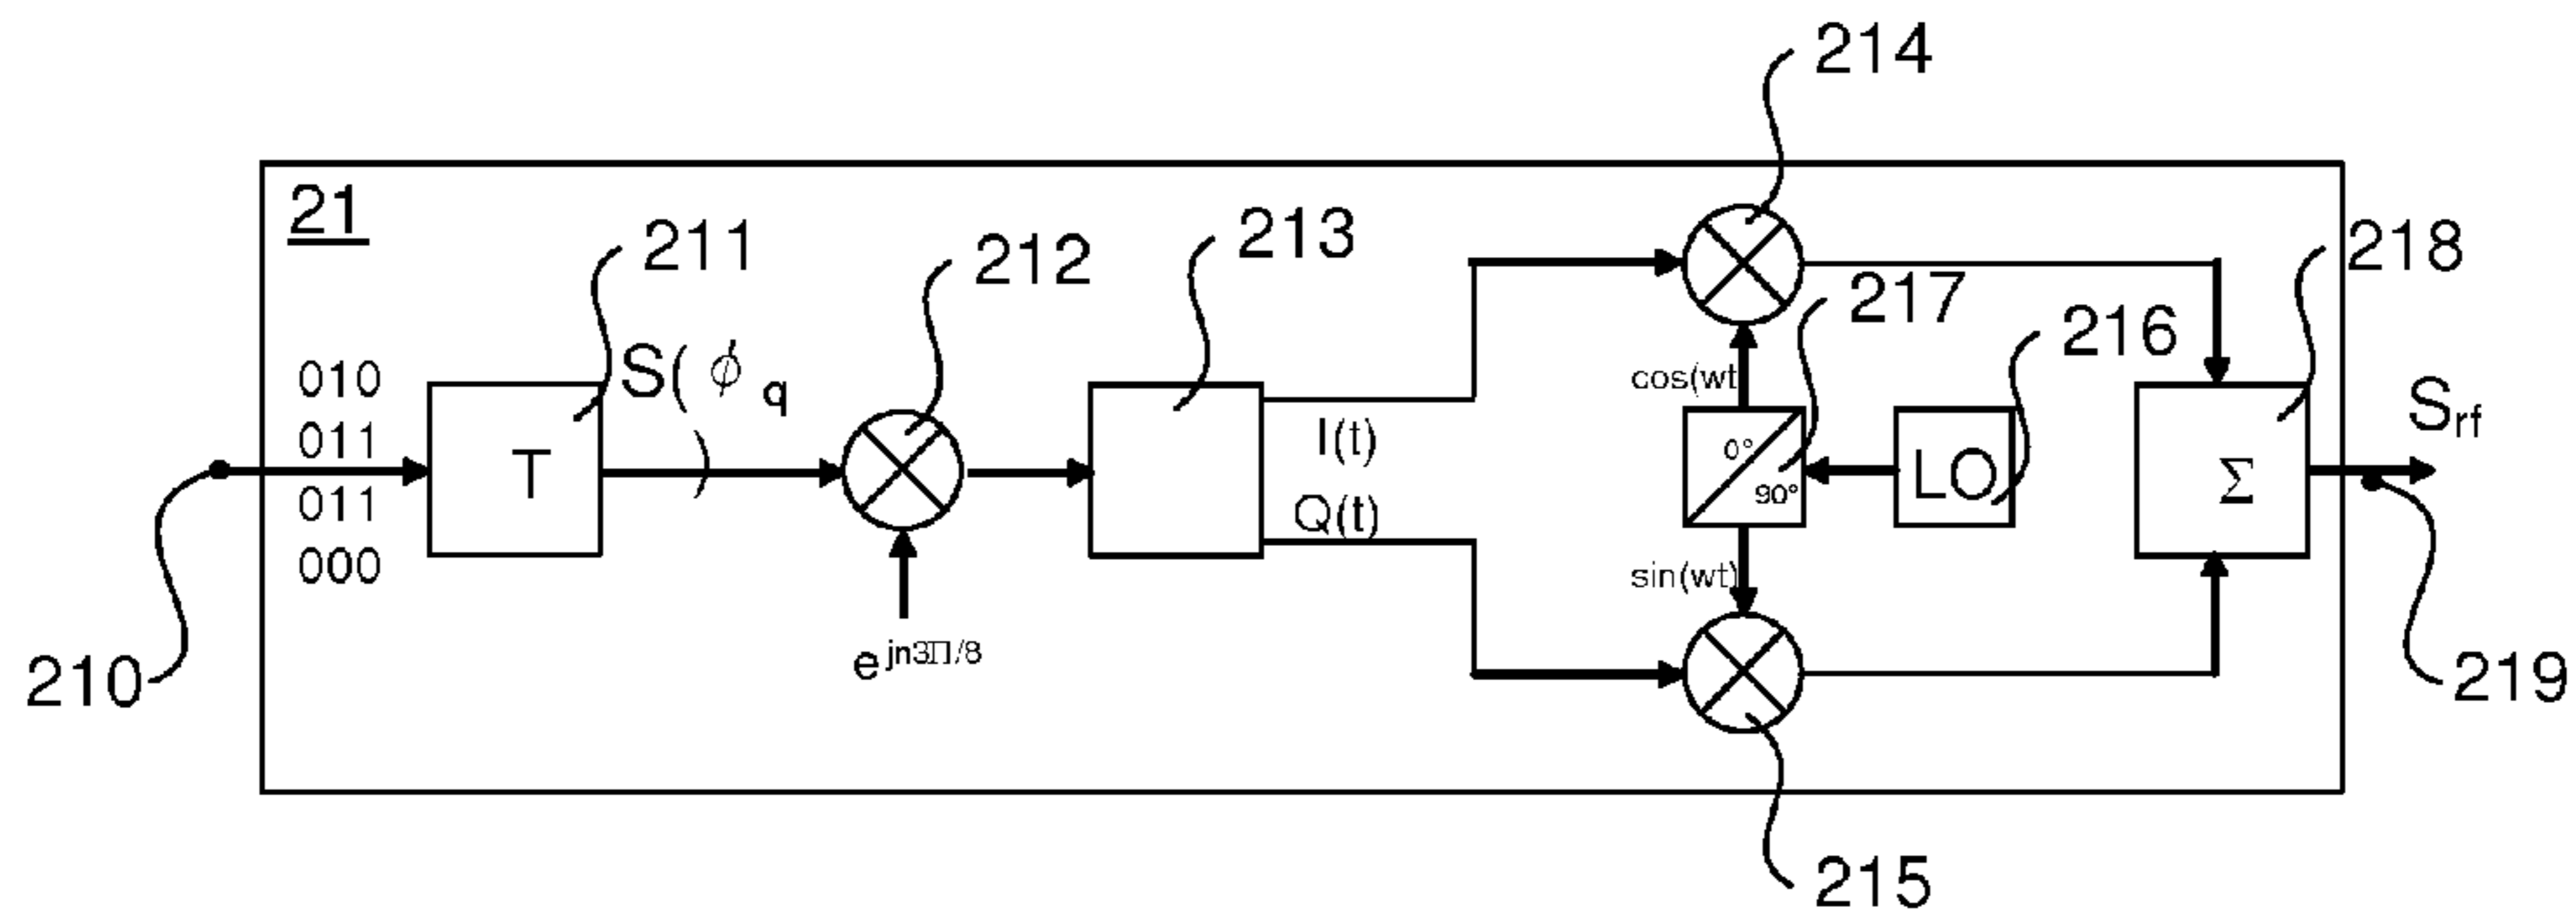 214
21
211
212
213
218
217
216
010
011
011
000
T
S( ϕ q
)
cos(wt
I(t)
Q(t)
0°
90°
LO
Σ
Srf
sin(wt)
e jn3Π/8
210
219
215